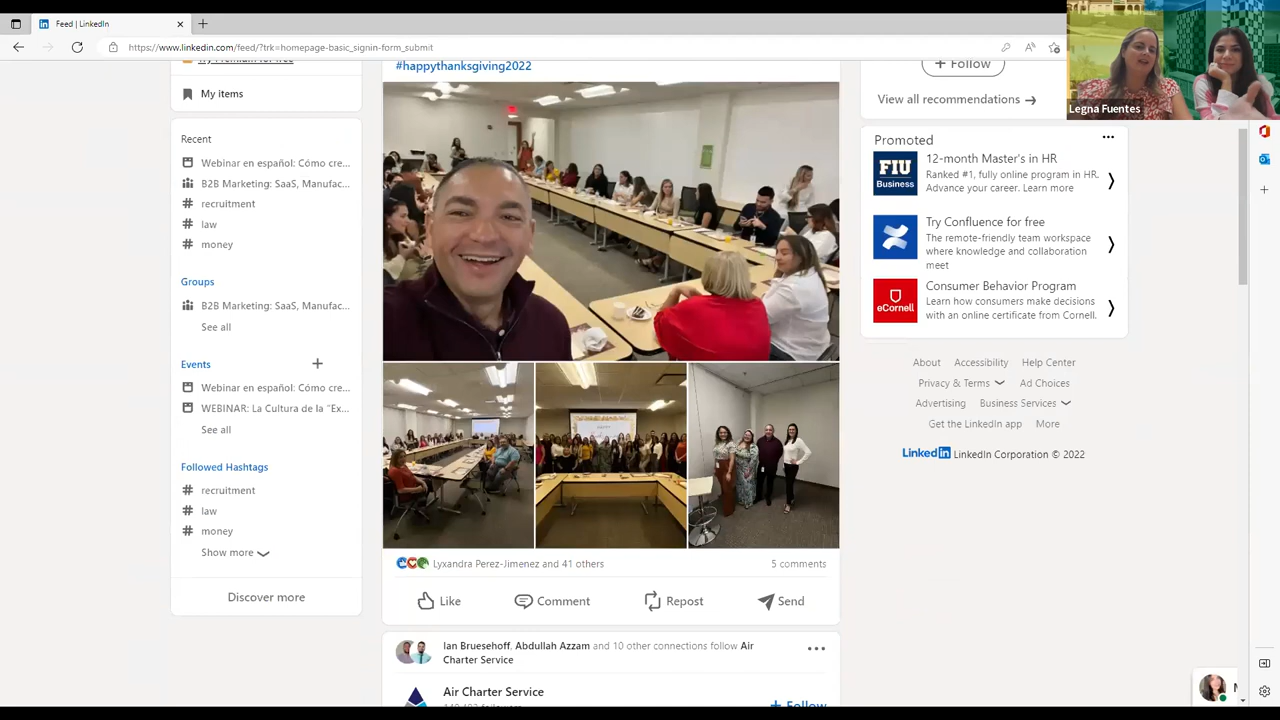 Feed | LinkedIn
https://www.linkedin.com/feed/?trk=homepage-basic_signin-form_submit
Try Premium for free
My items
Recent
Webinar en español: Cómo cre...
B2B Marketing: SaaS, Manufac...
# recruitment
# law
# money
Groups
B2B Marketing: SaaS, Manufac...
See all
Events
Webinar en español: Cómo cre...
WEBINAR: La Cultura de la "Ex...
See all
Followed Hashtags
# recruitment
# law
# money
Show more
Discover more
#happythanksgiving2022
Lyxandra Perez-Jimenez and 41 others
5 comments
Like
Comment
Repost
Send
Ian Bruesehoff, Abdullah Azzam and 10 other connections follow Air
Charter Service
Air Charter Service
+ Follow
+ Follow
View all recommendations
Promoted
FIU
Business
12-month Master's in HR
Ranked #1, fully online program in HR.
Advance your career. Learn more
Try Confluence for free
The remote-friendly team workspace
where knowledge and collaboration
meet
eCornell
Consumer Behavior Program
Learn how consumers make decisions
with an online certificate from Cornell.
About Accessibility Help Center
Privacy & Terms Ad Choices
Advertising Business Services
Get the LinkedIn app More
LinkedIn LinkedIn Corporation © 2022
Legna Fuentes